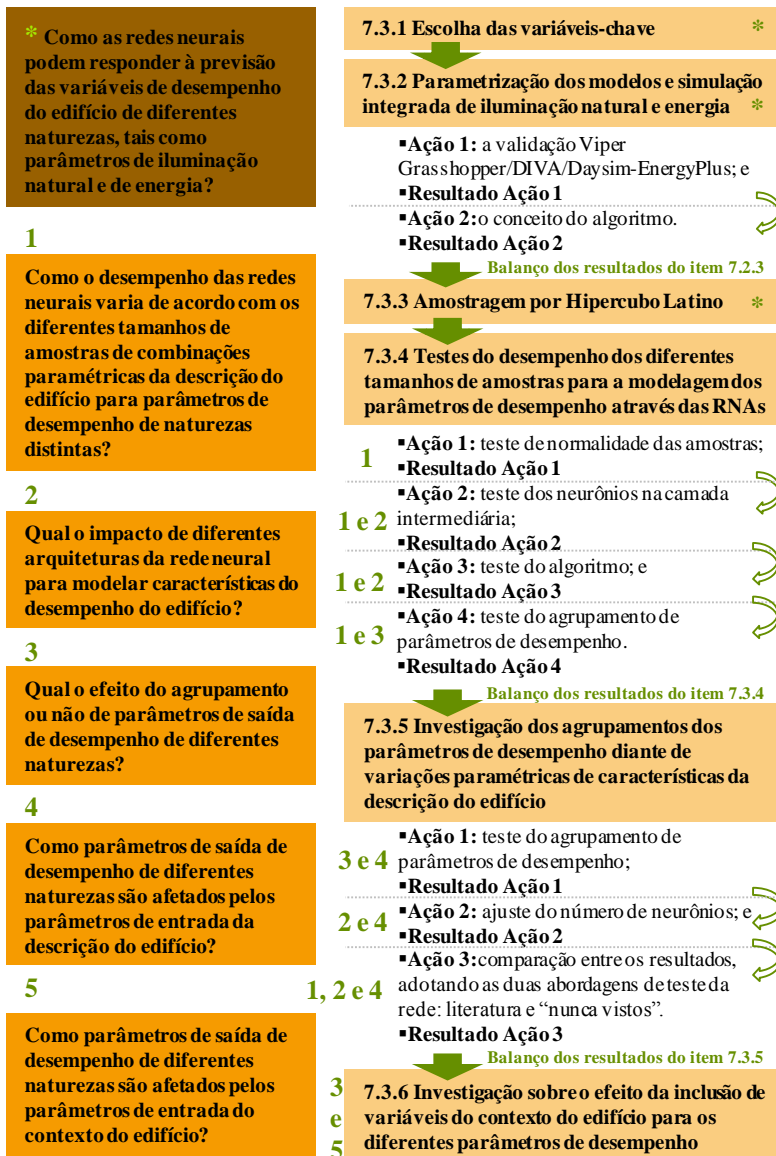 * Como as redes neurais
podem responder à previsão
das variáveis de desempenho
do edifício de diferentes
naturezas, tais como
parâmetros de iluminação
natural e de energia?
1
Como o desempenho das redes
neurais varia de acordo com os
diferentes tamanhos de
amostras de combinações
paramétricas da descrição do
edifício para parâmetros de
desempenho de naturezas
distintas?
2
Qual o impacto de diferentes
arquiteturas da rede neural
para modelar características do
desempenho do edifício?
3
Qual o efeito do agrupamento
ou não de parâmetros de saída
de desempenho de diferentes
naturezas?
4
Como parâmetros de saída de
desempenho de diferentes
naturezas são afetados pelos
parâmetros de entrada da
descrição do edifício?
5
Como parâmetros de saída de
desempenho de diferentes
naturezas são afetados pelos
parâmetros de entrada do
contexto do edifício?
7.3.1 Escolha das variáveis-chave *
7.3.2 Parametrização dos modelos e simulação
integrada de iluminação natural e energia *
▪Ação 1: a validação Viper
Grasshopper/DIVA/Daysim-EnergyPlus; e
▪Resultado Ação 1
▪Ação 2:o conceito do algoritmo.
▪Resultado Ação 2
Balanço dos resultados do item 7.2.3
7.3.3 Amostragem por Hipercubo Latino *
7.3.4 Testes do desempenho dos diferentes
tamanhos de amostras para a modelagem dos
parâmetros de desempenho através das RNAs
▪Ação 1: teste de normalidade das amostras;
1
▪Resultado Ação 1
▪Ação 2: teste dos neurônios na camada
1 e 2 intermediária;
▪Resultado Ação 2
▪Ação 3: teste do algoritmo; e
1 e 2
▪Resultado Ação 3
▪Ação 4: teste do agrupamento de
1 e 3 parâmetros de desempenho.
▪Resultado Ação 4
Balanço dos resultados do item 7.3.4
7.3.5 Investigação dos agrupamentos dos
parâmetros de desempenho diante de
variações paramétricas de características da
descrição do edifício
▪Ação 1: teste do agrupamento de
3 e 4 parâmetros de desempenho;
▪Resultado Ação 1
2 e 4 ▪Ação 2: ajuste do número de neurônios; e
▪Resultado Ação 2
▪Ação 3:comparação entre os resultados,
1, 2 e 4 adotando as duas abordagens de teste da
rede: literatura e “nunca vistos”.
▪Resultado Ação 3
Balanço dos resultados do item 7.3.5
3
e
5
7.3.6 Investigação sobre o efeito da inclusão de
variáveis do contexto do edifício para os
diferentes parâmetros de desempenho